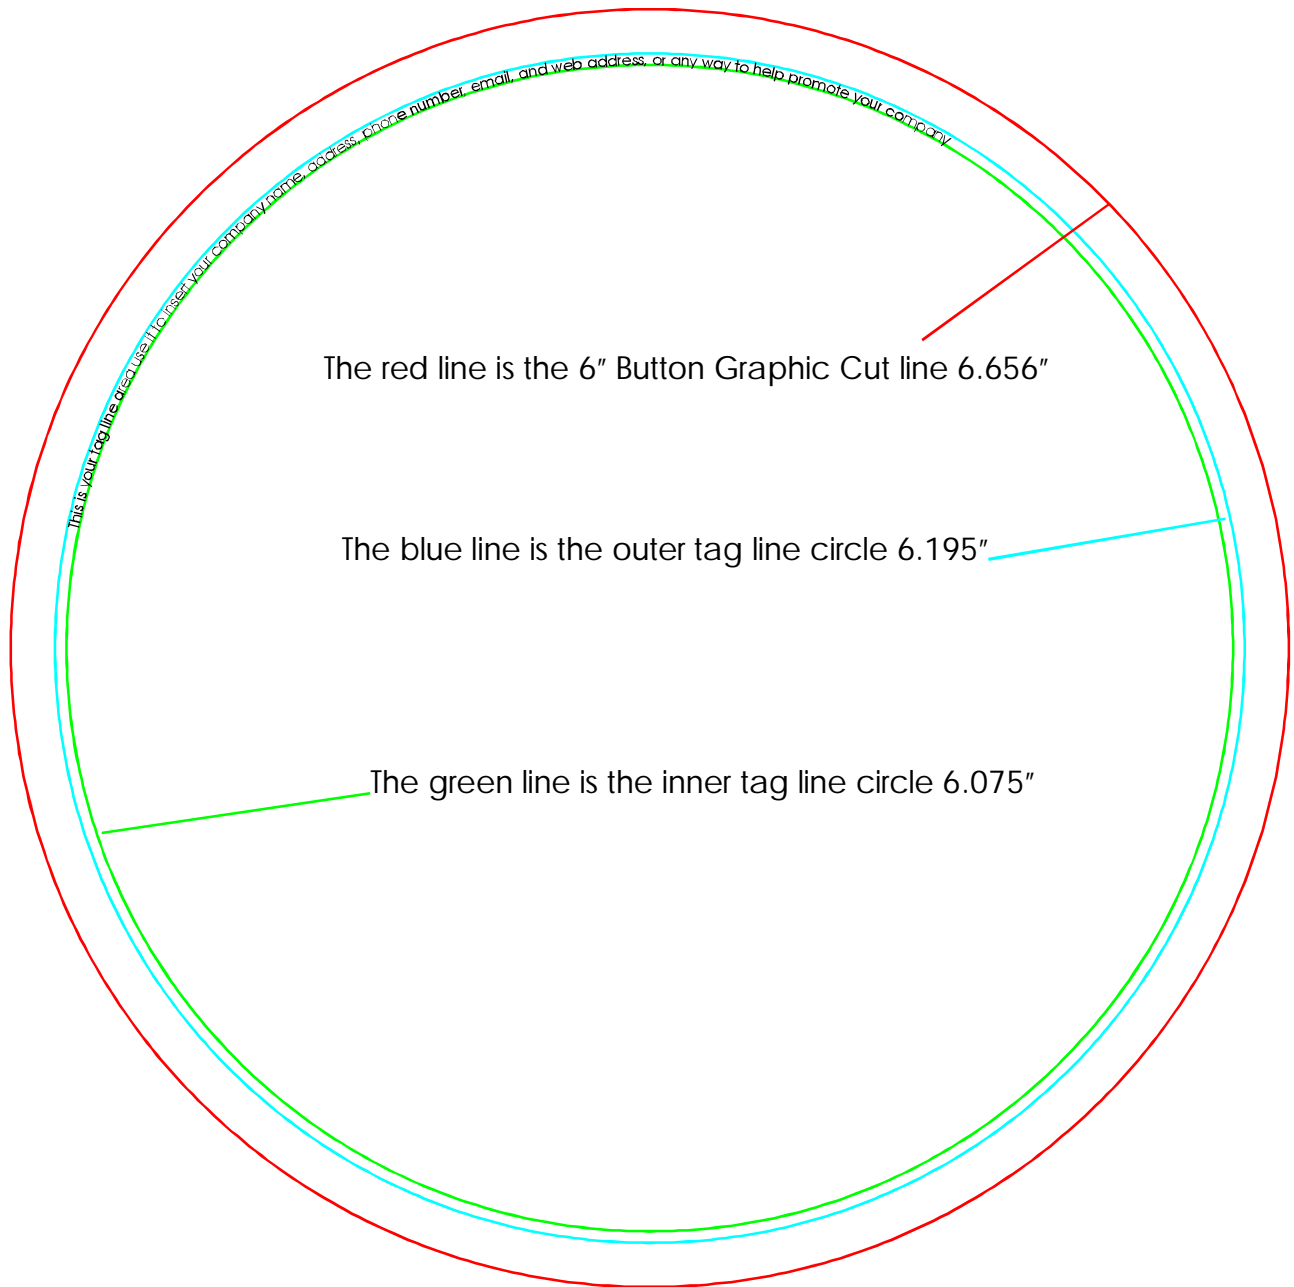 This is your tag line area use it to insert your company name, address, phone number, email, and web address, or any way to help promote your company
The red line is the 6" Button Graphic Cut line 6.656"
The blue line is the outer tag line circle 6.195"
The green line is the inner tag line circle 6.075"